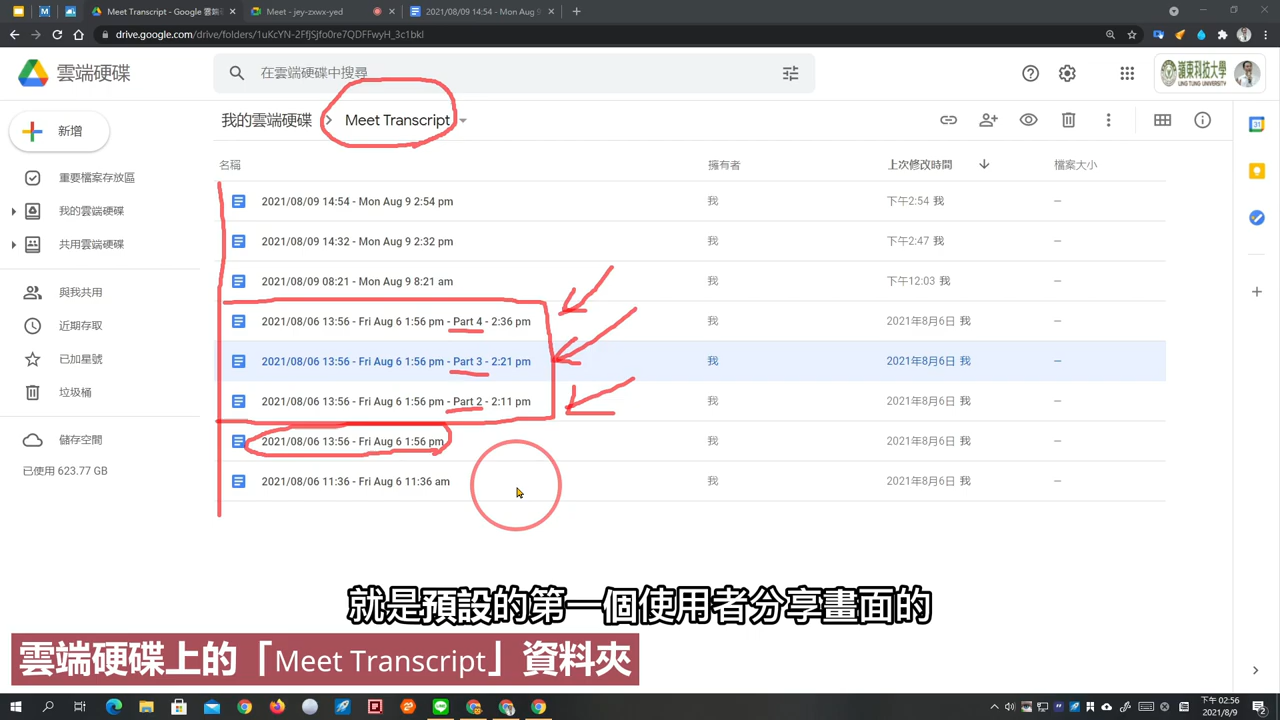 Meet Transcript - Google 雲端硬
Meet - jey-zxwx-yed
2021/08/09 14:54 - Mon Aug 9
drive.google.com/drive/folders/1uKcYN-2FfJSjfo0re7QDFFwyH_3c1bkl
雲端硬碟
在雲端硬碟中搜尋
嶺東科技大學
LING TUNG UNIVERSITY
新增
我的雲端硬碟 > Meet Transcript
名稱 擁有者 上次修改時間 檔案大小
重要檔案存放區
我的雲端硬碟
共用雲端硬碟
與我共用
近期存取
已加星號
垃圾桶
儲存空間
已使用 623.77 GB
2021/08/09 14:54 - Mon Aug 9 2:54 pm 我 下午2:54 我 —
2021/08/09 14:32 - Mon Aug 9 2:32 pm 我 下午2:47 我 —
2021/08/09 08:21 - Mon Aug 9 8:21 am 我 下午12:03 我 —
2021/08/06 13:56 - Fri Aug 6 1:56 pm - Part 4 - 2:36 pm 我 2021年8月6日 我 —
2021/08/06 13:56 - Fri Aug 6 1:56 pm - Part 3 - 2:21 pm 我 2021年8月6日 我 —
2021/08/06 13:56 - Fri Aug 6 1:56 pm - Part 2 - 2:11 pm 我 2021年8月6日 我 —
2021/08/06 13:56 - Fri Aug 6 1:56 pm 我 2021年8月6日 我 —
2021/08/06 11:36 - Fri Aug 6 11:36 am 我 2021年8月6日 我 —
就是預設的第一個使用者分享畫面的
雲端硬碟上的「Meet Transcript」資料夾
下午 02:56
2021/8/9